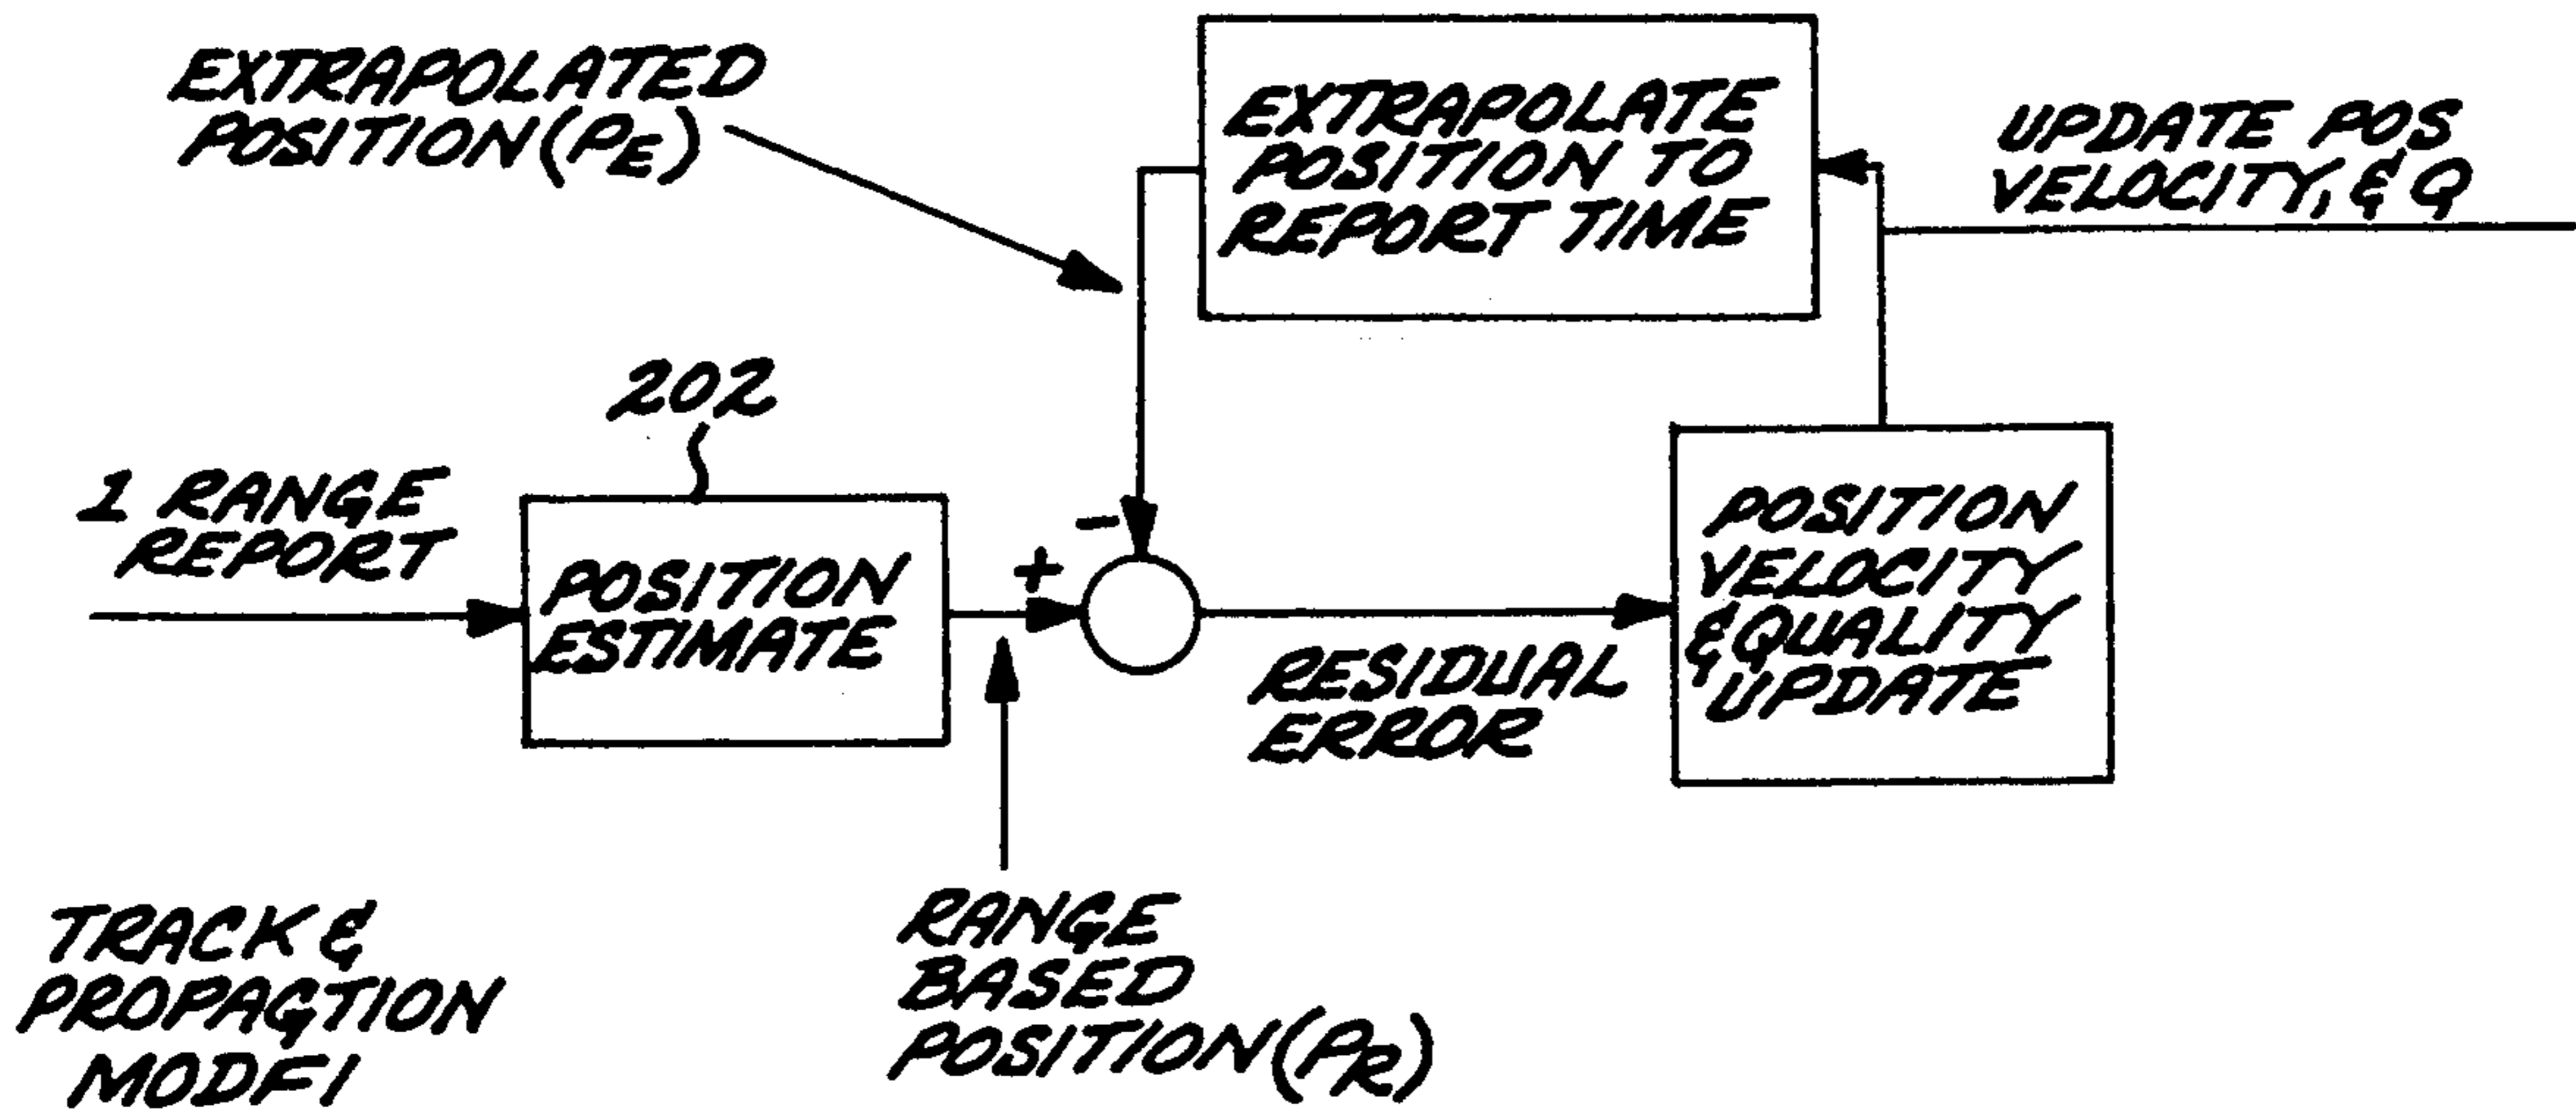 EXTRAPOLATED
POSITION (PE)
EXTRAPOLATE
POSITION TO
REPORT TIME
UPDATE POS
VELOCITY, & Q
202
1 RANGE
REPORT
POSITION
ESTIMATE
+
-
RESIDUAL
ERROR
POSITION
VELOCITY
& QUALITY
UPDATE
TRACK &
PROPAGTION
RANGE
BASED
POSITION (PR)